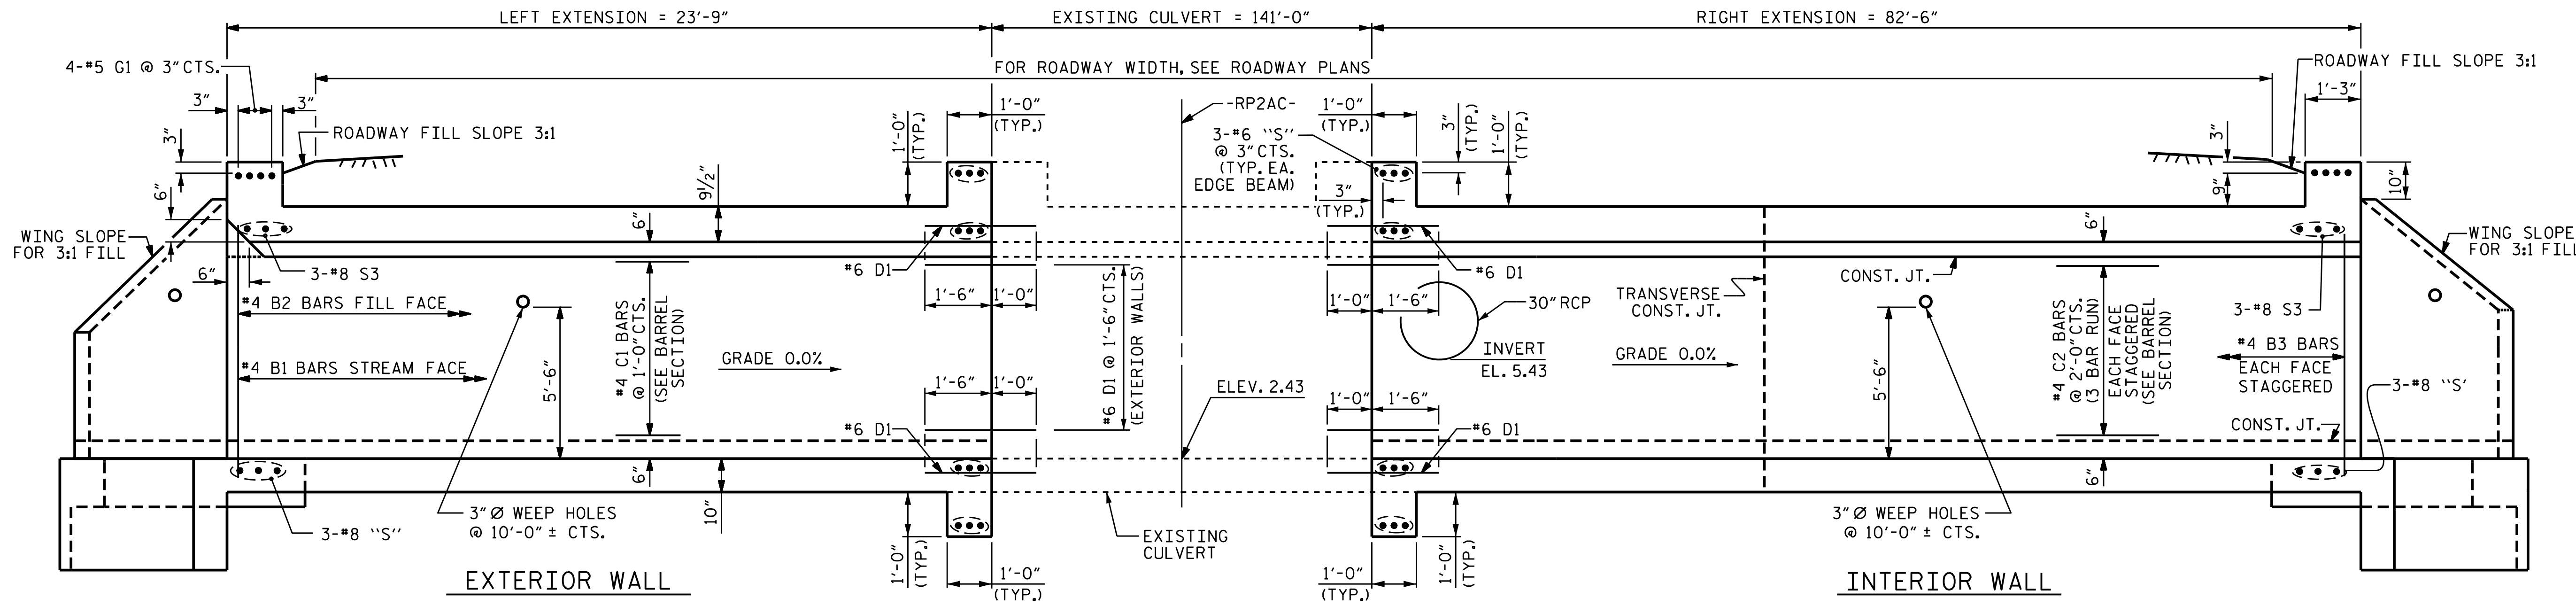 LEFT EXTENSION = 23'-9"
EXISTING CULVERT = 141'-0"
RIGHT EXTENSION = 82'-6"
4-#5 G1 @ 3" CTS.
FOR ROADWAY WIDTH, SEE ROADWAY PLANS
ROADWAY FILL SLOPE 3:1
3"
3"
3"
ROADWAY FILL SLOPE 3:1
1'-0"
(TYP.)
1'-0"
(TYP.)
-RP2AC-
1'-0"
(TYP.)
3-#6 "S"
@ 3" CTS.
(TYP. EA.
EDGE BEAM)
3"
(TYP.)
3"
(TYP.)
1'-0"
(TYP.)
1'-3"
3"
9"
10"
6"
6"
WING SLOPE
FOR 3:1 FILL
3-#8 S3
9 1/2"
6"
#6 D1
#6 D1
6"
CONST. JT.
WING SLOPE
FOR 3:1 FILL
#4 B2 BARS FILL FACE
#4 B1 BARS STREAM FACE
5'-6"
#4 C1 BARS
@ 1'-0" CTS.
(SEE BARREL
SECTION)
GRADE 0.0%
1'-6"
1'-0"
#6 D1 @ 1'-6" CTS.
(EXTERIOR WALLS)
1'-0"
1'-6"
30" RCP
INVERT
EL. 5.43
TRANSVERSE
CONST. JT.
GRADE 0.0%
5'-6"
#4 C2 BARS
@ 2'-0" CTS.
(3 BAR RUN)
EACH FACE
STAGGERED
(SEE BARREL
SECTION)
3-#8 S3
#4 B3 BARS
EACH FACE
STAGGERED
3-#8 ''S'
CONST. JT.
1'-6"
1'-0"
ELEV. 2.43
1'-0"
1'-6"
#6 D1
#6 D1
6"
10"
6"
3-#8 "S"
3" Ø WEEP HOLES
@ 10'-0" ± CTS.
1'-0"
(TYP.)
1'-0"
(TYP.)
EXISTING
CULVERT
1'-0"
(TYP.)
1'-0"
(TYP.)
3" Ø WEEP HOLES
@ 10'-0" ± CTS.
EXTERIOR WALL
INTERIOR WALL